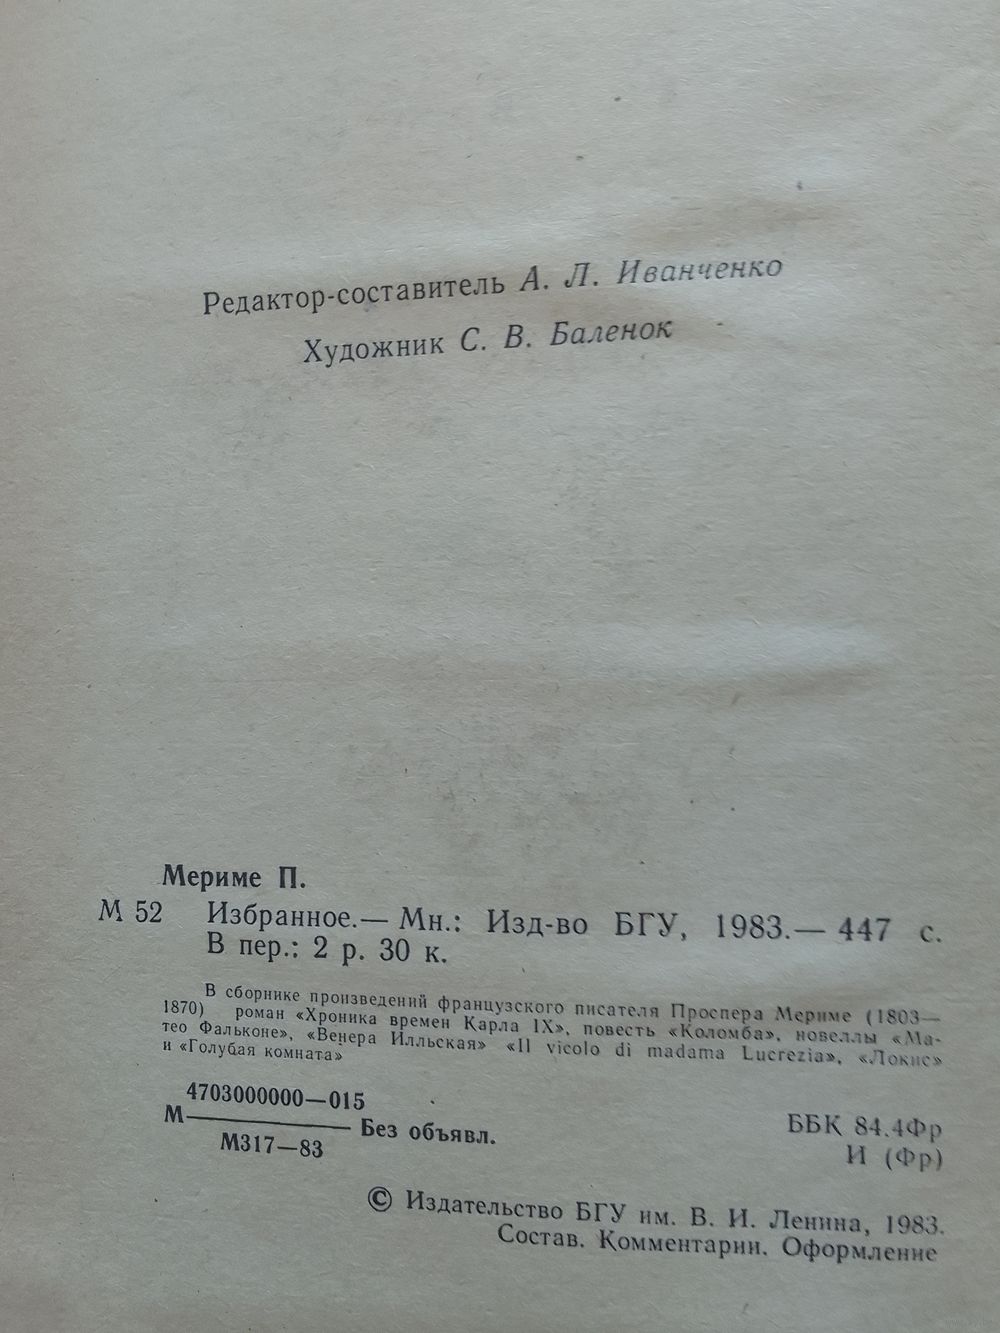 Редактор-составитель А. Л. Иванченко
Художник С. В. Баленок
Мериме П.
М 52 Избранное.— Мн.: Изд-во БГУ, 1983.— 447 с.
В пер.: 2 р. 30 к.
В сборнике произведений французского писателя Проспера Мериме (1803—
1870) роман «Хроника времен Карла IX», повесть «Коломба», новеллы «Ма-
тео Фальконе», «Венера Илльская» «Il vicolo di madama Lucrezia», «Локис»
и «Голубая комната»
4703000000—015
М Без объявл.
М317—83
ББК 84.4Фр
И (Фр)
© Издательство БГУ им. В. И. Ленина, 1983.
Состав. Комментарии. Оформление